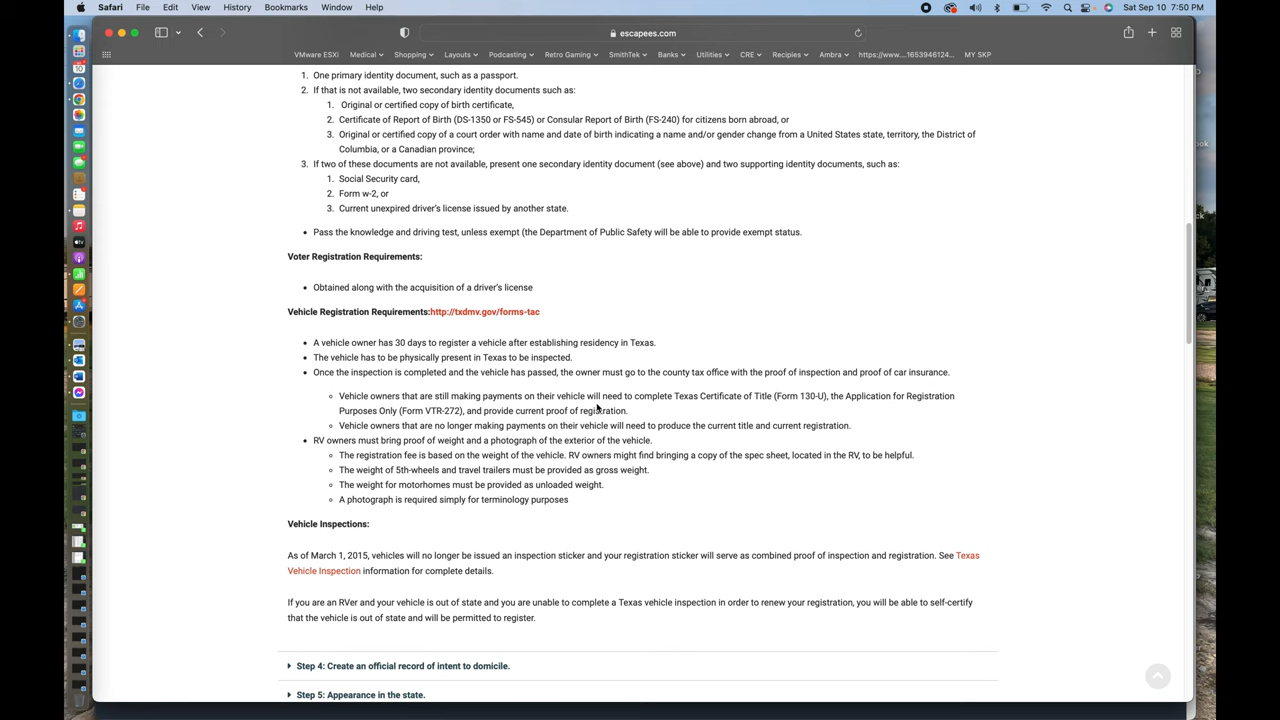 Safari File Edit View History Bookmarks Window Help Sat Sep 10 7:50 PM
escapees.com
VMware ESXi Medical Shopping Layouts Podcasting Retro Gaming SmithTek Banks Utilities CRE Recipies Ambra https://www....1653946124... MY SKP
1. One primary identity document, such as a passport.
2. If that is not available, two secondary identity documents such as:
1. Original or certified copy of birth certificate,
2. Certificate of Report of Birth (DS-1350 or FS-545) or Consular Report of Birth (FS-240) for citizens born abroad, or
3. Original or certified copy of a court order with name and date of birth indicating a name and/or gender change from a United States state, territory, the District of
Columbia, or a Canadian province;
3. If two of these documents are not available, present one secondary identity document (see above) and two supporting identity documents, such as:
1. Social Security card,
2. Form w-2, or
3. Current unexpired driver's license issued by another state.
• Pass the knowledge and driving test, unless exempt (the Department of Public Safety will be able to provide exempt status.
Voter Registration Requirements:
• Obtained along with the acquisition of a driver's license
Vehicle Registration Requirements:http://txdmv.gov/forms-tac
• A vehicle owner has 30 days to register a vehicle after establishing residency in Texas.
• The vehicle has to be physically present in Texas to be inspected.
• Once the inspection is completed and the vehicle has passed, the owner must go to the county tax office with the proof of inspection and proof of car insurance.
◦ Vehicle owners that are still making payments on their vehicle will need to complete Texas Certificate of Title (Form 130-U), the Application for Registration
Purposes Only (Form VTR-272), and provide current proof of registration.
◦ Vehicle owners that are no longer making payments on their vehicle will need to produce the current title and current registration.
• RV owners must bring proof of weight and a photograph of the exterior of the vehicle.
◦ The registration fee is based on the weight of the vehicle. RV owners might find bringing a copy of the spec sheet, located in the RV, to be helpful.
◦ The weight of 5th-wheels and travel trailers must be provided as gross weight.
◦ The weight for motorhomes must be provided as unloaded weight.
◦ A photograph is required simply for terminology purposes
Vehicle Inspections:
As of March 1, 2015, vehicles will no longer be issued an inspection sticker and your registration sticker will serve as combined proof of inspection and registration. See Texas
Vehicle Inspection information for complete details.
If you are an RVer and your vehicle is out of state and you are unable to complete a Texas vehicle inspection in order to renew your registration, you will be able to self-certify
that the vehicle is out of state and will be permitted to register.
Step 4: Create an official record of intent to domicile.
Step 5: Appearance in the state.